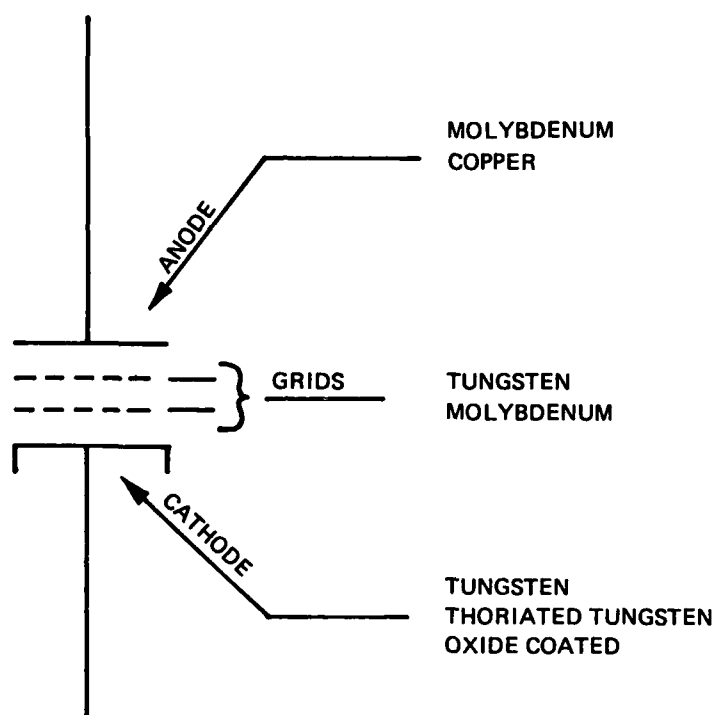 MOLYBDENUM
COPPER
ANODE
GRIDS
TUNGSTEN
MOLYBDENUM
CATHODE
TUNGSTEN
THORIATED TUNGSTEN
OXIDE COATED